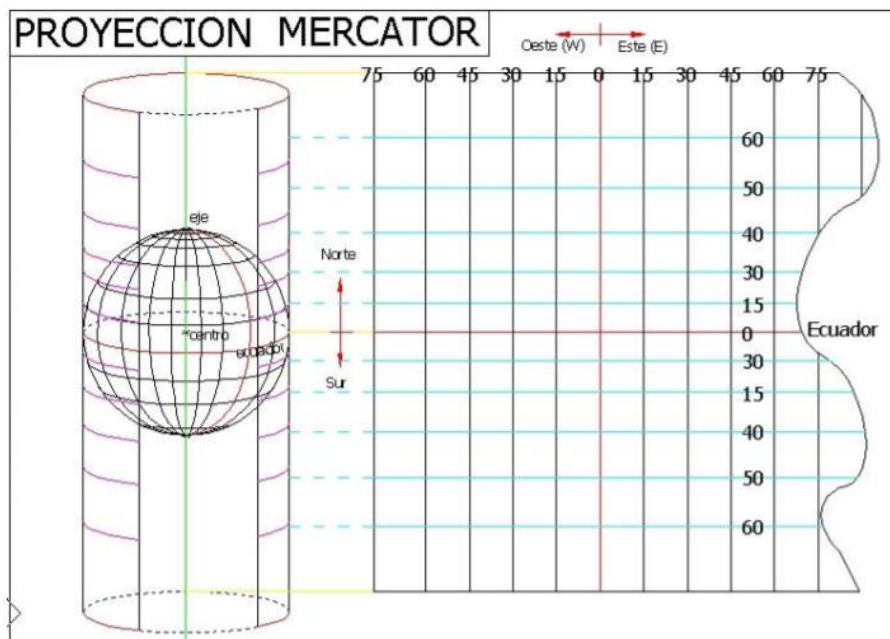 PROYECCION MERCATOR
Oeste (W) Este (E)
75 60 45 30 15 0 15 30 45 60 75
60
50
eje
40
Norte
30
15
centro
0 Ecuador
ecuador
30
Sur
15
40
50
60